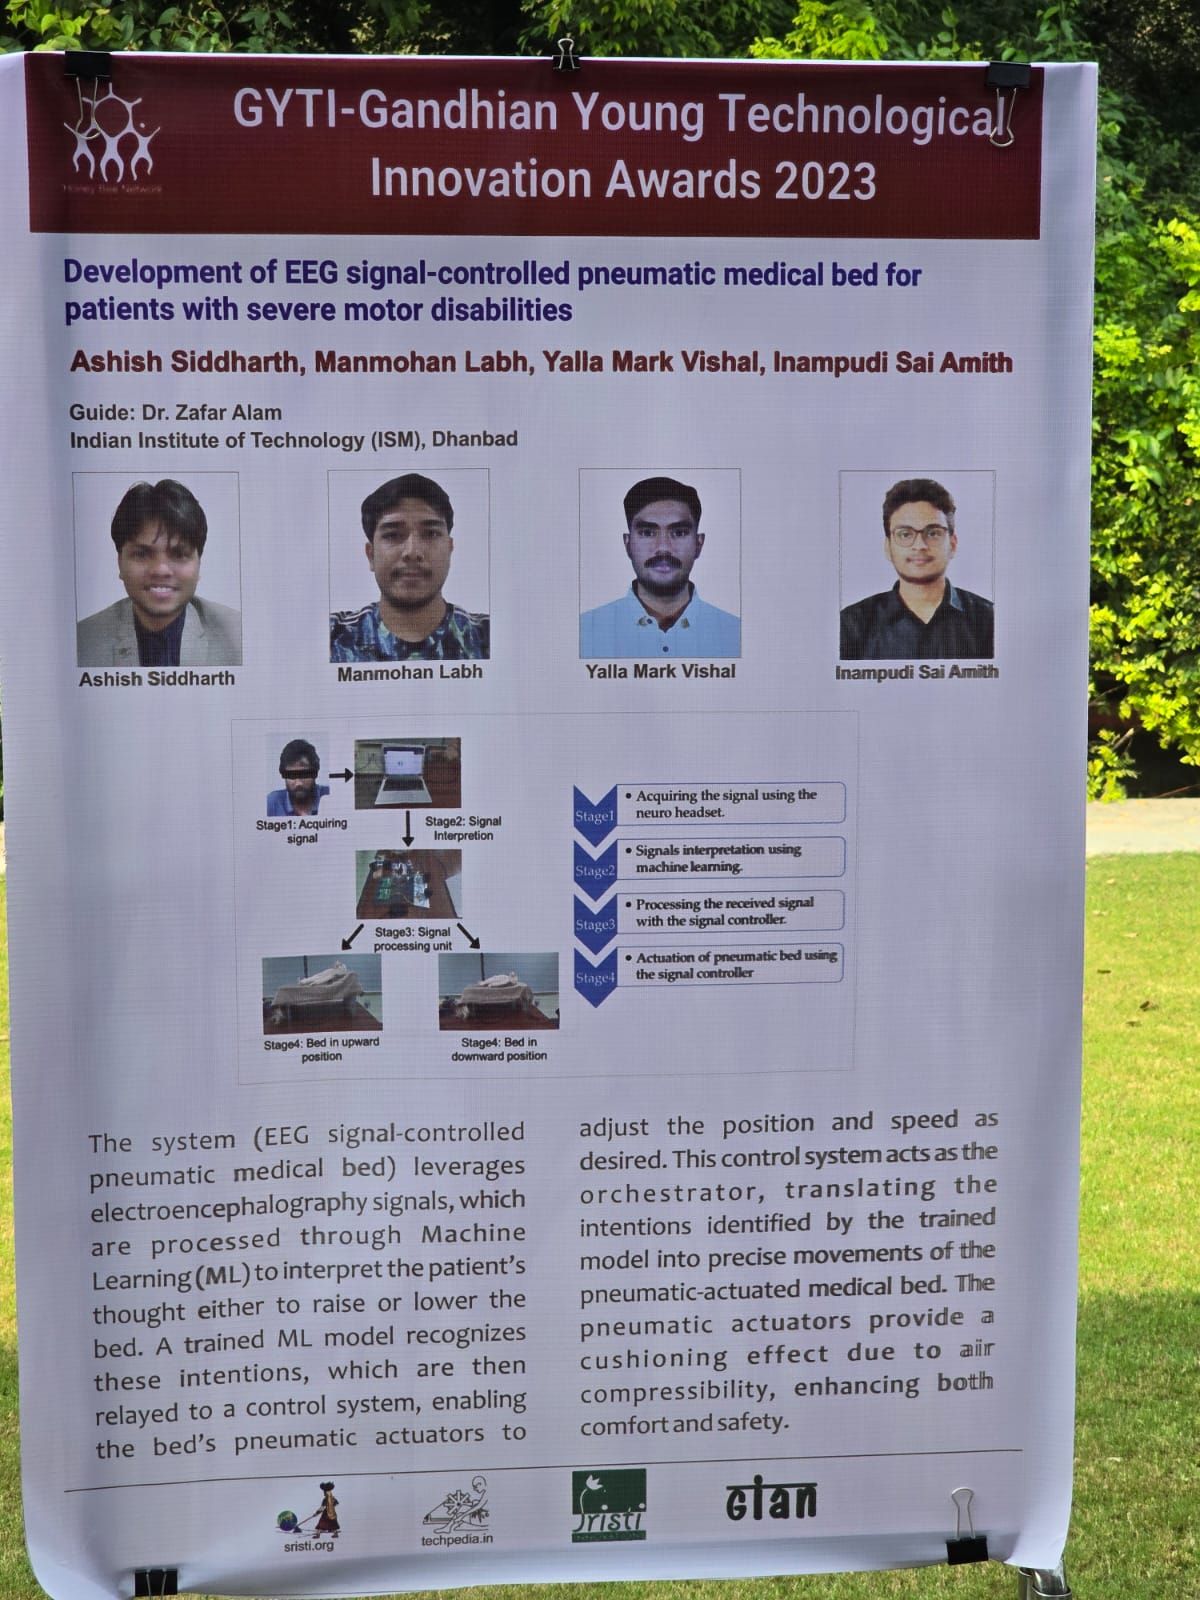 GYTI-Gandhian Young Technological
Innovation Awards 2023
Honey Bee Network
Development of EEG signal-controlled pneumatic medical bed for
patients with severe motor disabilities
Ashish Siddharth, Manmohan Labh, Yalla Mark Vishal, Inampudi Sai Amith
Guide: Dr. Zafar Alam
Indian Institute of Technology (ISM), Dhanbad
Ashish Siddharth
Manmohan Labh
Yalla Mark Vishal
Inampudi Sai Amith
Stage1: Acquiring
signal
Stage2: Signal
Interpretion
Stage3: Signal
processing unit
Stage4: Bed in upward
position
Stage4: Bed in
downward position
Stage1
• Acquiring the signal using the
neuro headset.
Stage2
• Signals interpretation using
machine learning.
Stage3
• Processing the received signal
with the signal controller.
Stage4
• Actuation of pneumatic bed using
the signal controller
The system (EEG signal-controlled
pneumatic medical bed) leverages
electroencephalography signals, which
are processed through Machine
Learning (ML) to interpret the patient's
thought either to raise or lower the
bed. A trained ML model recognizes
these intentions, which are then
relayed to a control system, enabling
the bed's pneumatic actuators to
adjust the position and speed as
desired. This control system acts as the
orchestrator, translating the
intentions identified by the trained
model into precise movements of the
pneumatic-actuated medical bed. The
pneumatic actuators provide a
cushioning effect due to air
compressibility, enhancing both
comfort and safety.
sristi.org
techpedia.in
Sristi
GIAN